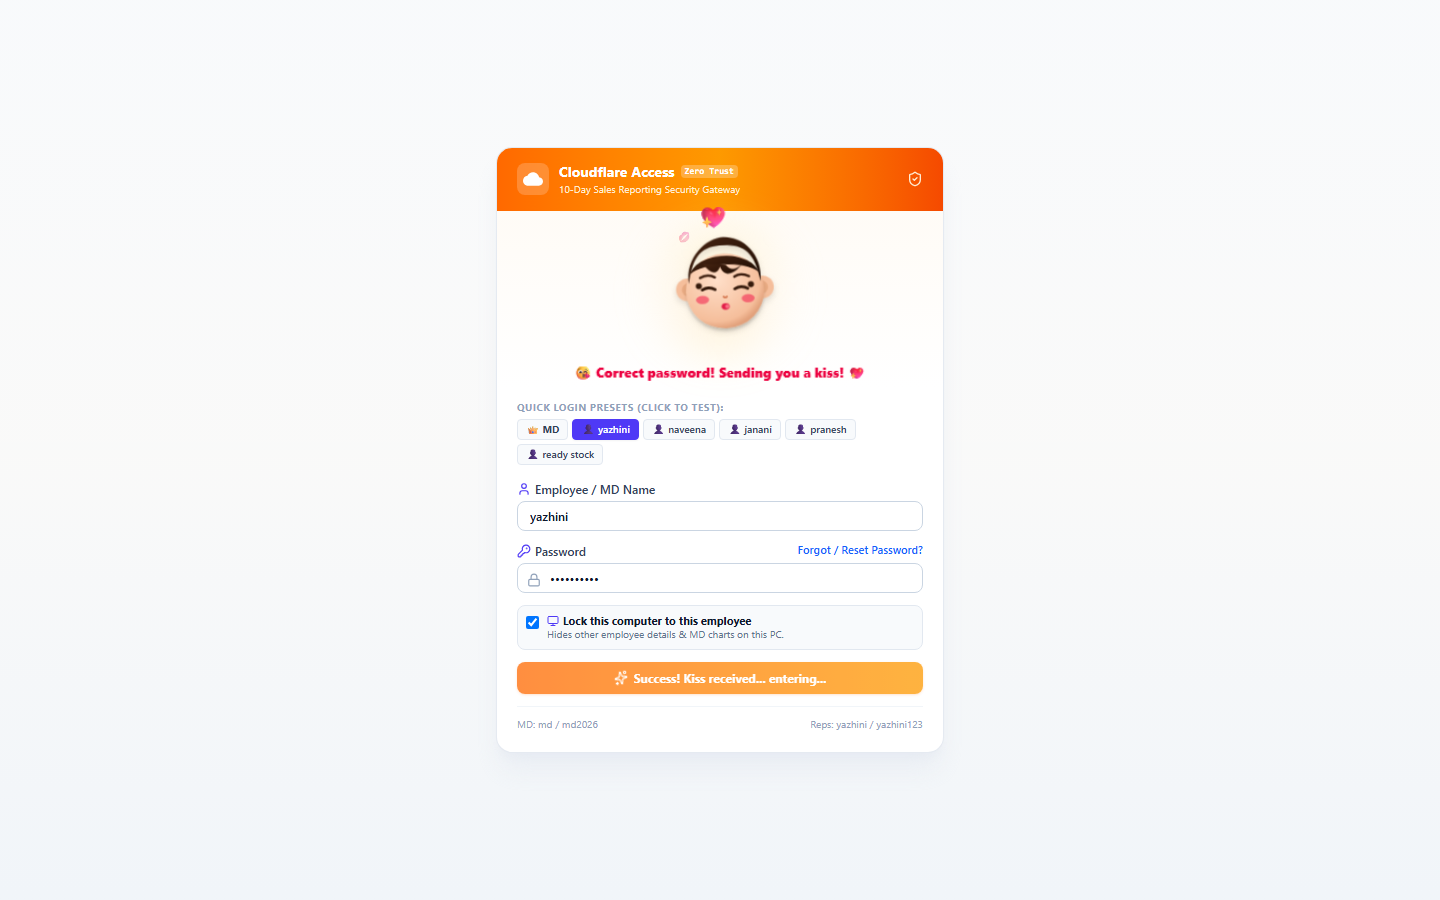 Cloudflare Access Zero Trust
10-Day Sales Reporting Security Gateway
😘 Correct password! Sending you a kiss! 💖
QUICK LOGIN PRESETS (CLICK TO TEST):
👑 MD 👤 yazhini 👤 naveena 👤 janani 👤 pranesh
👤 ready stock
Employee / MD Name
yazhini
Password Forgot / Reset Password?
••••••••••
Lock this computer to this employee
Hides other employee details & MD charts on this PC.
Success! Kiss received... entering...
MD: md / md2026 Reps: yazhini / yazhini123